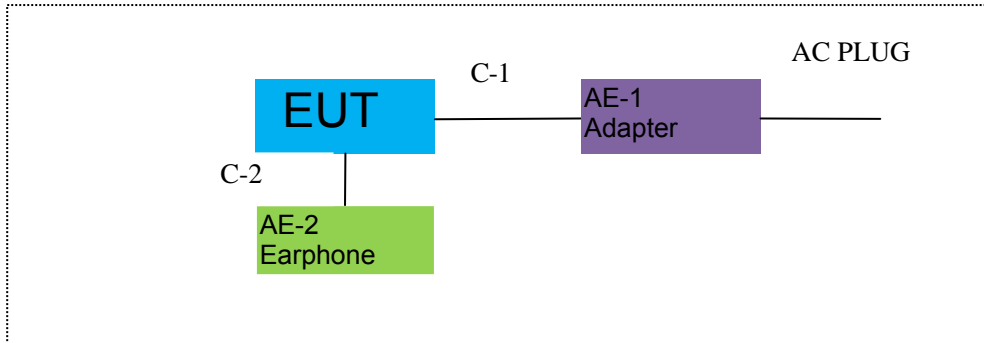 AC PLUG
C-1
EUT
AE-1
Adapter
C-2
AE-2
Earphone